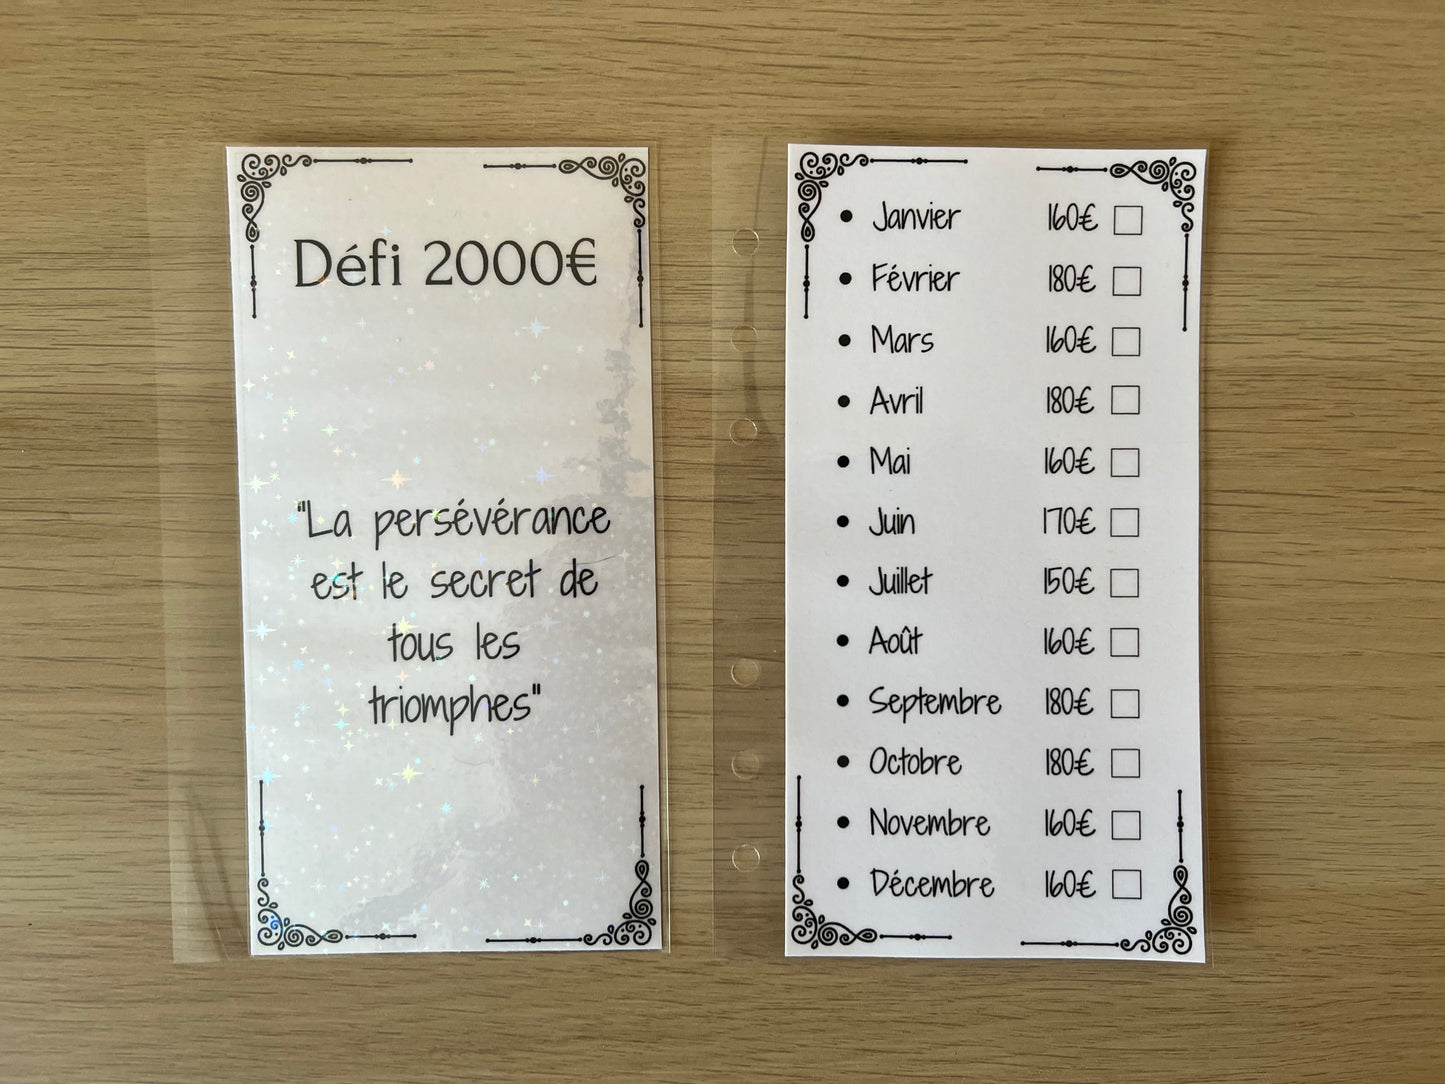 Défi 2000€
"La persévérance
est le secret de
tous les
triomphes"
• Janvier 160€ ☐
• Février 180€ ☐
• Mars 160€ ☐
• Avril 180€ ☐
• Mai 160€ ☐
• Juin 170€ ☐
• Juillet 150€ ☐
• Août 160€ ☐
• Septembre 180€ ☐
• Octobre 180€ ☐
• Novembre 160€ ☐
• Décembre 160€ ☐